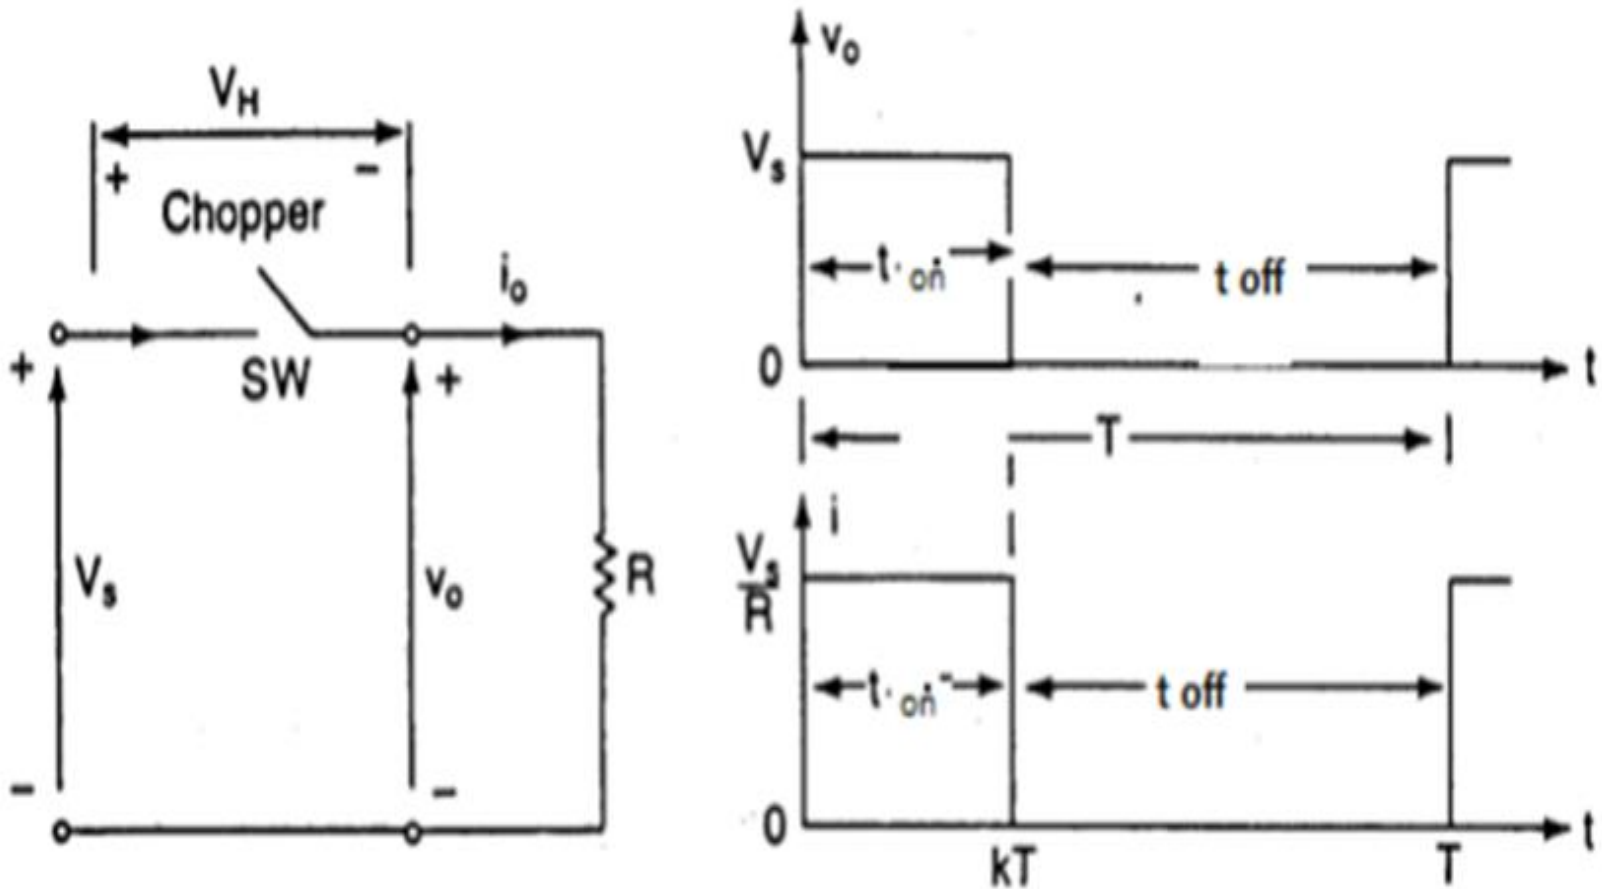 V_H
+ −
Chopper
i_o
SW
+
+
V_s
v_o
R
−
−
v_o
V_s
t on
t off
0
t
T
i
V_s
R
t on
t off
0
t
kT
T